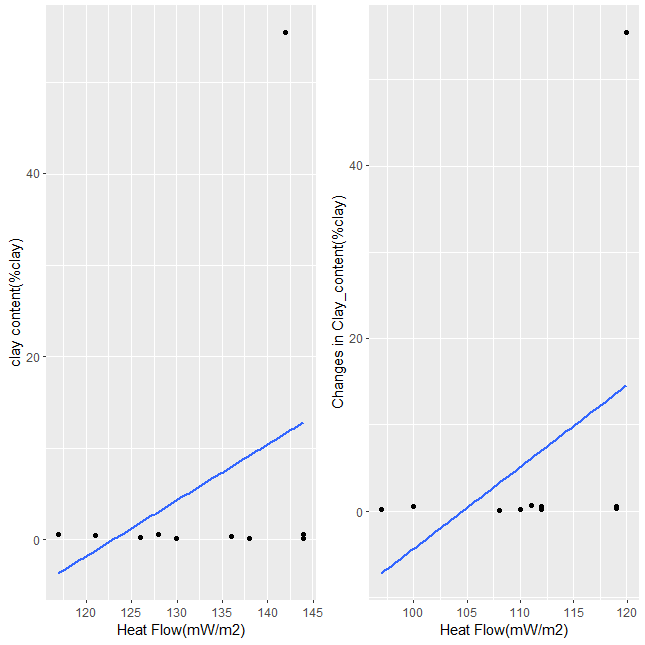 clay content(%clay)
40
20
0
120 125 130 135 140 145
Heat Flow(mW/m2)
Changes in Clay_content(%clay)
40
20
0
100 105 110 115 120
Heat Flow(mW/m2)